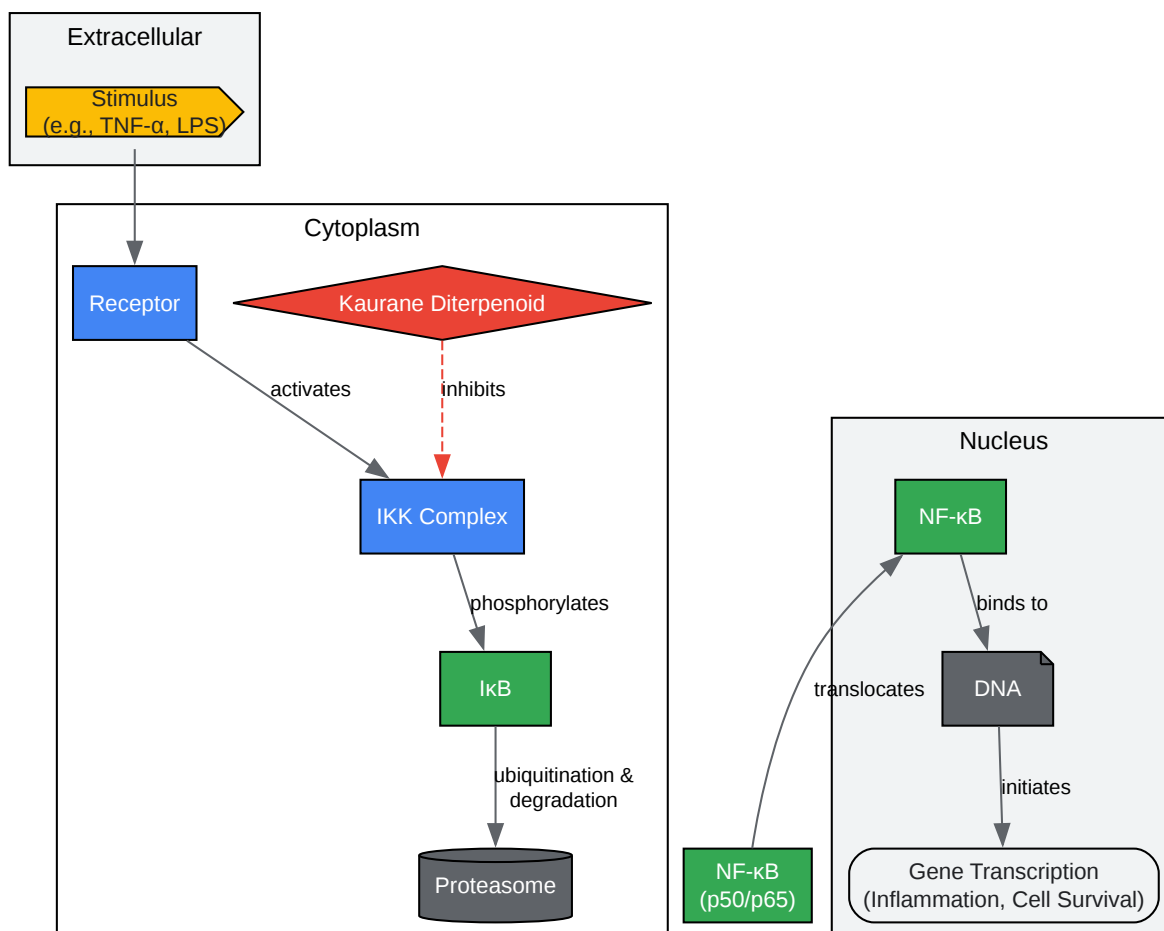 Extracellular
Stimulus
(e.g., TNF-α, LPS)
Cytoplasm
Receptor
Kaurane Diterpenoid
activates
inhibits
IKK Complex
phosphorylates
IκB
ubiquitination &
degradation
Proteasome
NF-κB
(p50/p65)
translocates
Nucleus
NF-κB
binds to
DNA
initiates
Gene Transcription
(Inflammation, Cell Survival)